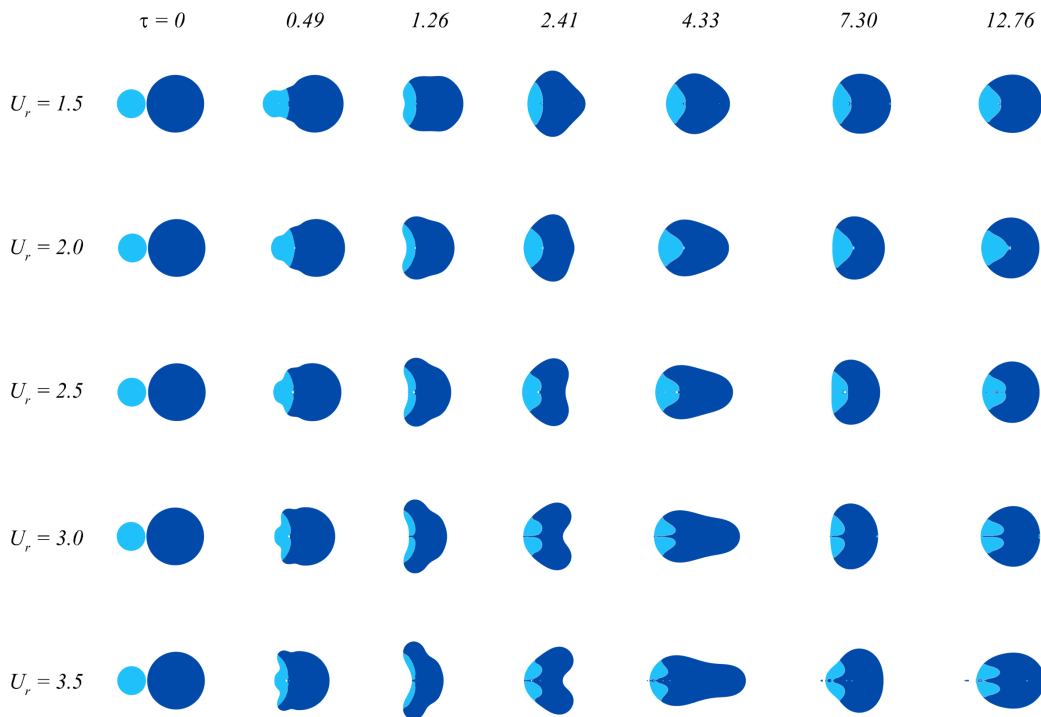 τ = 0 0.49 1.26 2.41 4.33 7.30 12.76
U_r = 1.5
U_r = 2.0
U_r = 2.5
U_r = 3.0
U_r = 3.5